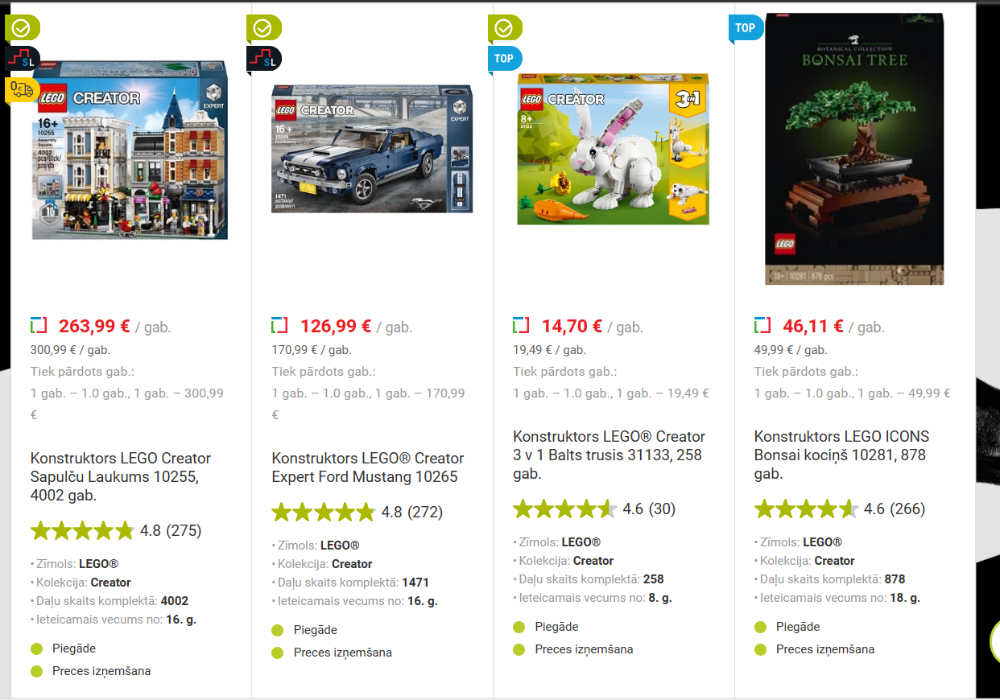 SL
0
LEGO
CREATOR
EXPERT
16+
10255
Assembly
Square
4002
pcs/stck/
pzs/db
263,99 € / gab.
300,99 € / gab.
Tiek pārdots gab.:
1 gab. – 1.0 gab., 1 gab. – 300,99
€
Konstruktors LEGO Creator
Sapulču Laukums 10255,
4002 gab.
4.8 (275)
• Zīmols: LEGO®
• Kolekcija: Creator
• Daļu skaits komplektā: 4002
• Ieteicamais vecums no: 16. g.
Piegāde
Preces izņemšana
SL
LEGO
CREATOR
EXPERT
16+
10265
Ford Mustang
1471
126,99 € / gab.
170,99 € / gab.
Tiek pārdots gab.:
1 gab. – 1.0 gab., 1 gab. – 170,99
€
Konstruktors LEGO® Creator
Expert Ford Mustang 10265
4.8 (272)
• Zīmols: LEGO®
• Kolekcija: Creator
• Daļu skaits komplektā: 1471
• Ieteicamais vecums no: 16. g.
Piegāde
Preces izņemšana
TOP
LEGO
CREATOR
3IN1
8+
31133
14,70 € / gab.
19,49 € / gab.
Tiek pārdots gab.:
1 gab. – 1.0 gab., 1 gab. – 19,49 €
Konstruktors LEGO® Creator
3 v 1 Balts trusis 31133, 258
gab.
4.6 (30)
• Zīmols: LEGO®
• Kolekcija: Creator
• Daļu skaits komplektā: 258
• Ieteicamais vecums no: 8. g.
Piegāde
Preces izņemšana
TOP
BOTANICAL COLLECTION
BONSAI TREE
LEGO
18+ | 10281 | 878 pcs
46,11 € / gab.
49,99 € / gab.
Tiek pārdots gab.:
1 gab. – 1.0 gab., 1 gab. – 49,99 €
Konstruktors LEGO ICONS
Bonsai kociņš 10281, 878
gab.
4.6 (266)
• Zīmols: LEGO®
• Kolekcija: Creator
• Daļu skaits komplektā: 878
• Ieteicamais vecums no: 18. g.
Piegāde
Preces izņemšana